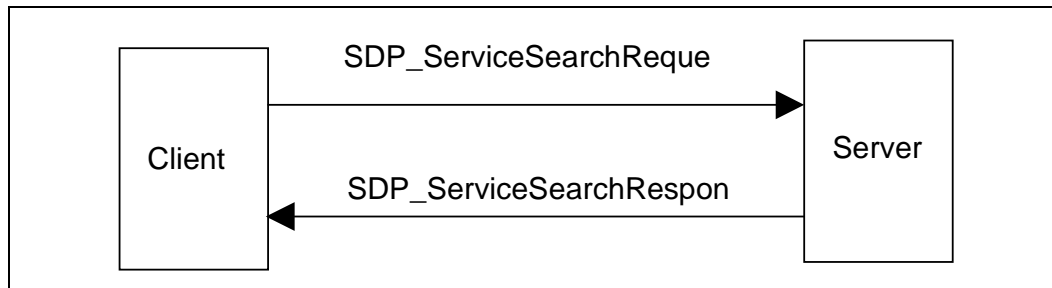 SDP_ServiceSearchReque
Client
Server
SDP_ServiceSearchRespon